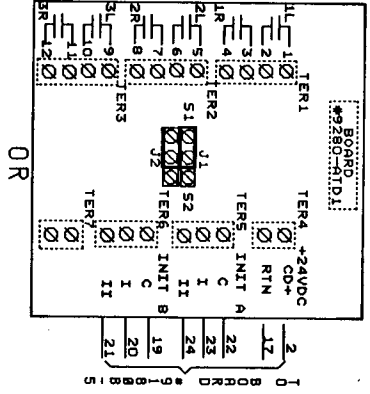 BOARD
*9280-ATD1
1L
1R
2L
2R
3L
3R
1
2
3
4
5
6
7
8
9
10
11
12
TER1
TER2
TER3
S1
J1
J2
S2
TER4
+24VDC
CD+
RTN
TER5
INIT A
C
I
II
TER6
INIT B
C
I
II
TER7
2
17
22
23
24
19
20
21
OR